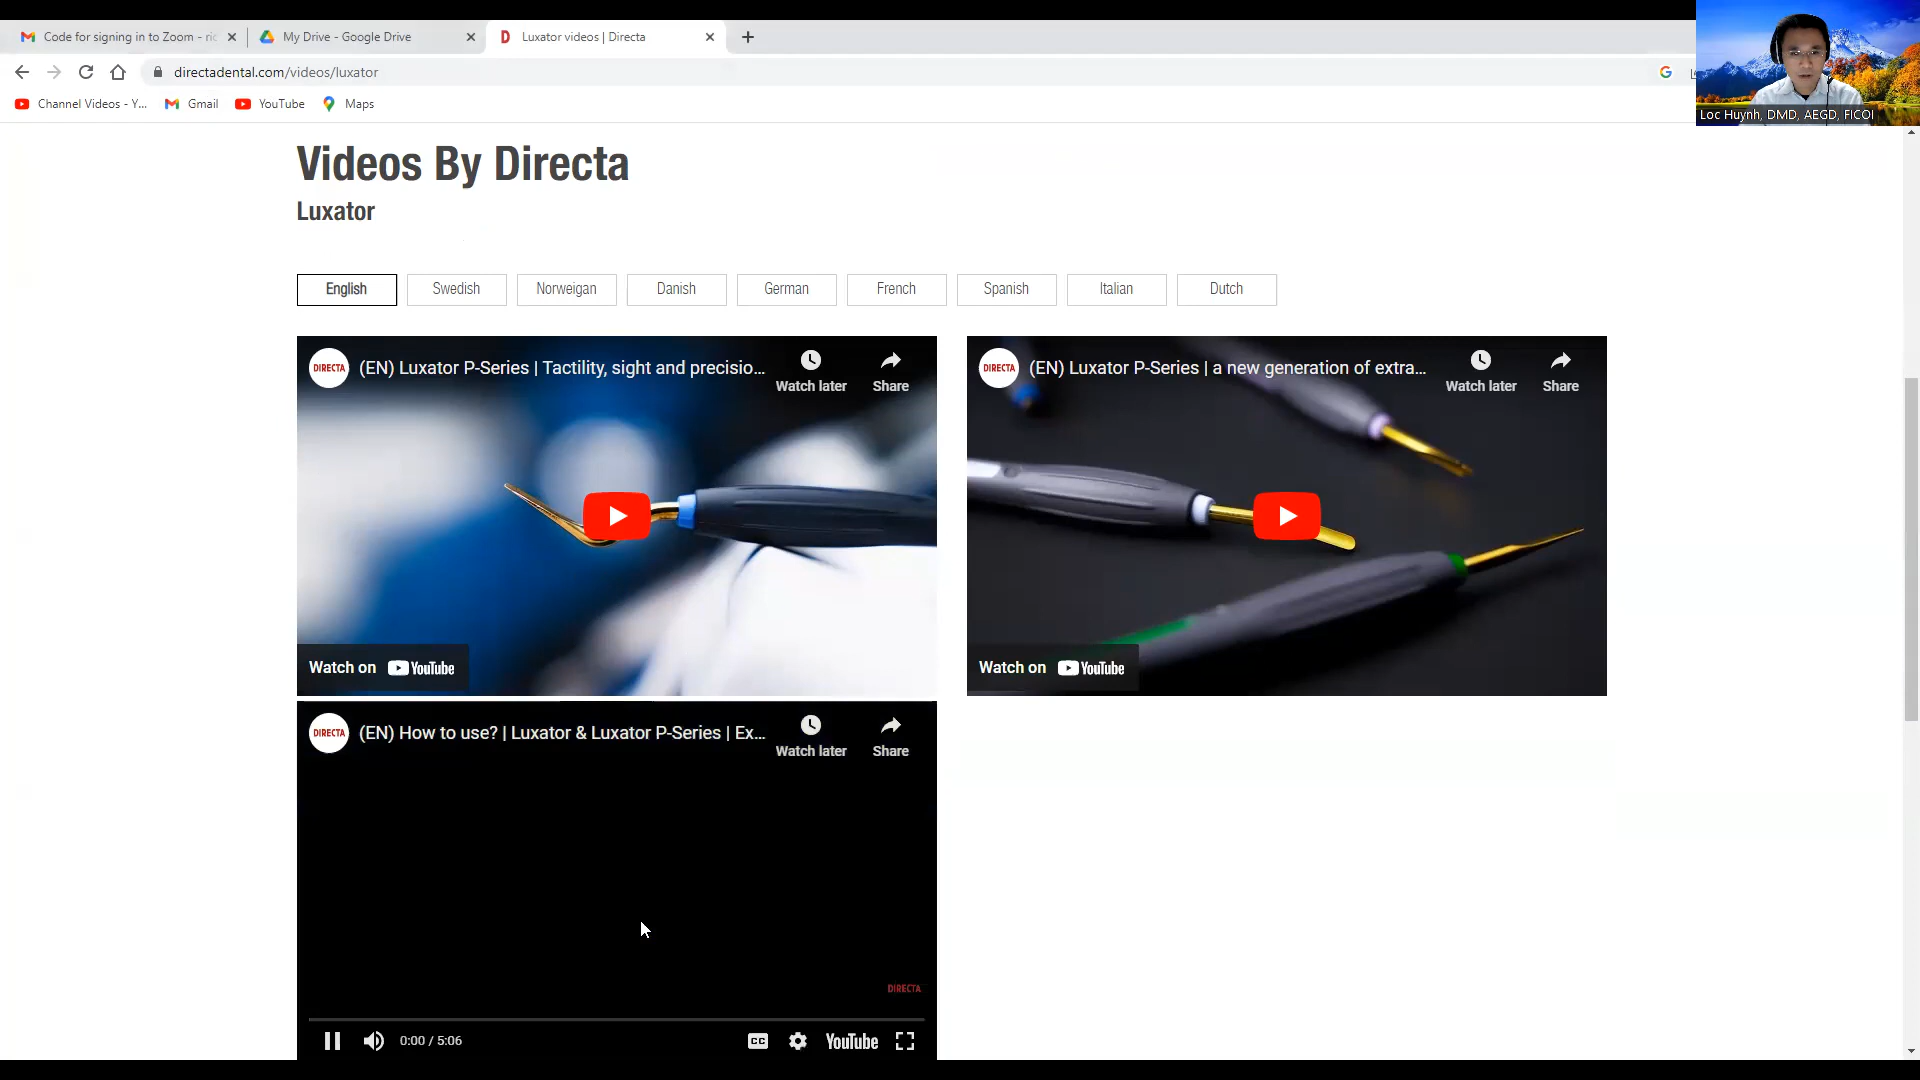 Code for signing in to Zoom - ric
My Drive - Google Drive
Luxator videos | Directa
directadental.com/videos/luxator
Channel Videos - Y...
Gmail
YouTube
Maps
Loc Huynh, DMD, AEGD, FICOI
Videos By Directa
Luxator
English
Swedish
Norweigan
Danish
German
French
Spanish
Italian
Dutch
DIRECTA
(EN) Luxator P-Series | Tactility, sight and precisio...
Watch later
Share
Watch on YouTube
DIRECTA
(EN) Luxator P-Series | a new generation of extra...
Watch later
Share
Watch on YouTube
DIRECTA
(EN) How to use? | Luxator & Luxator P-Series | Ex...
Watch later
Share
DIRECTA
0:00 / 5:06
CC
YouTube